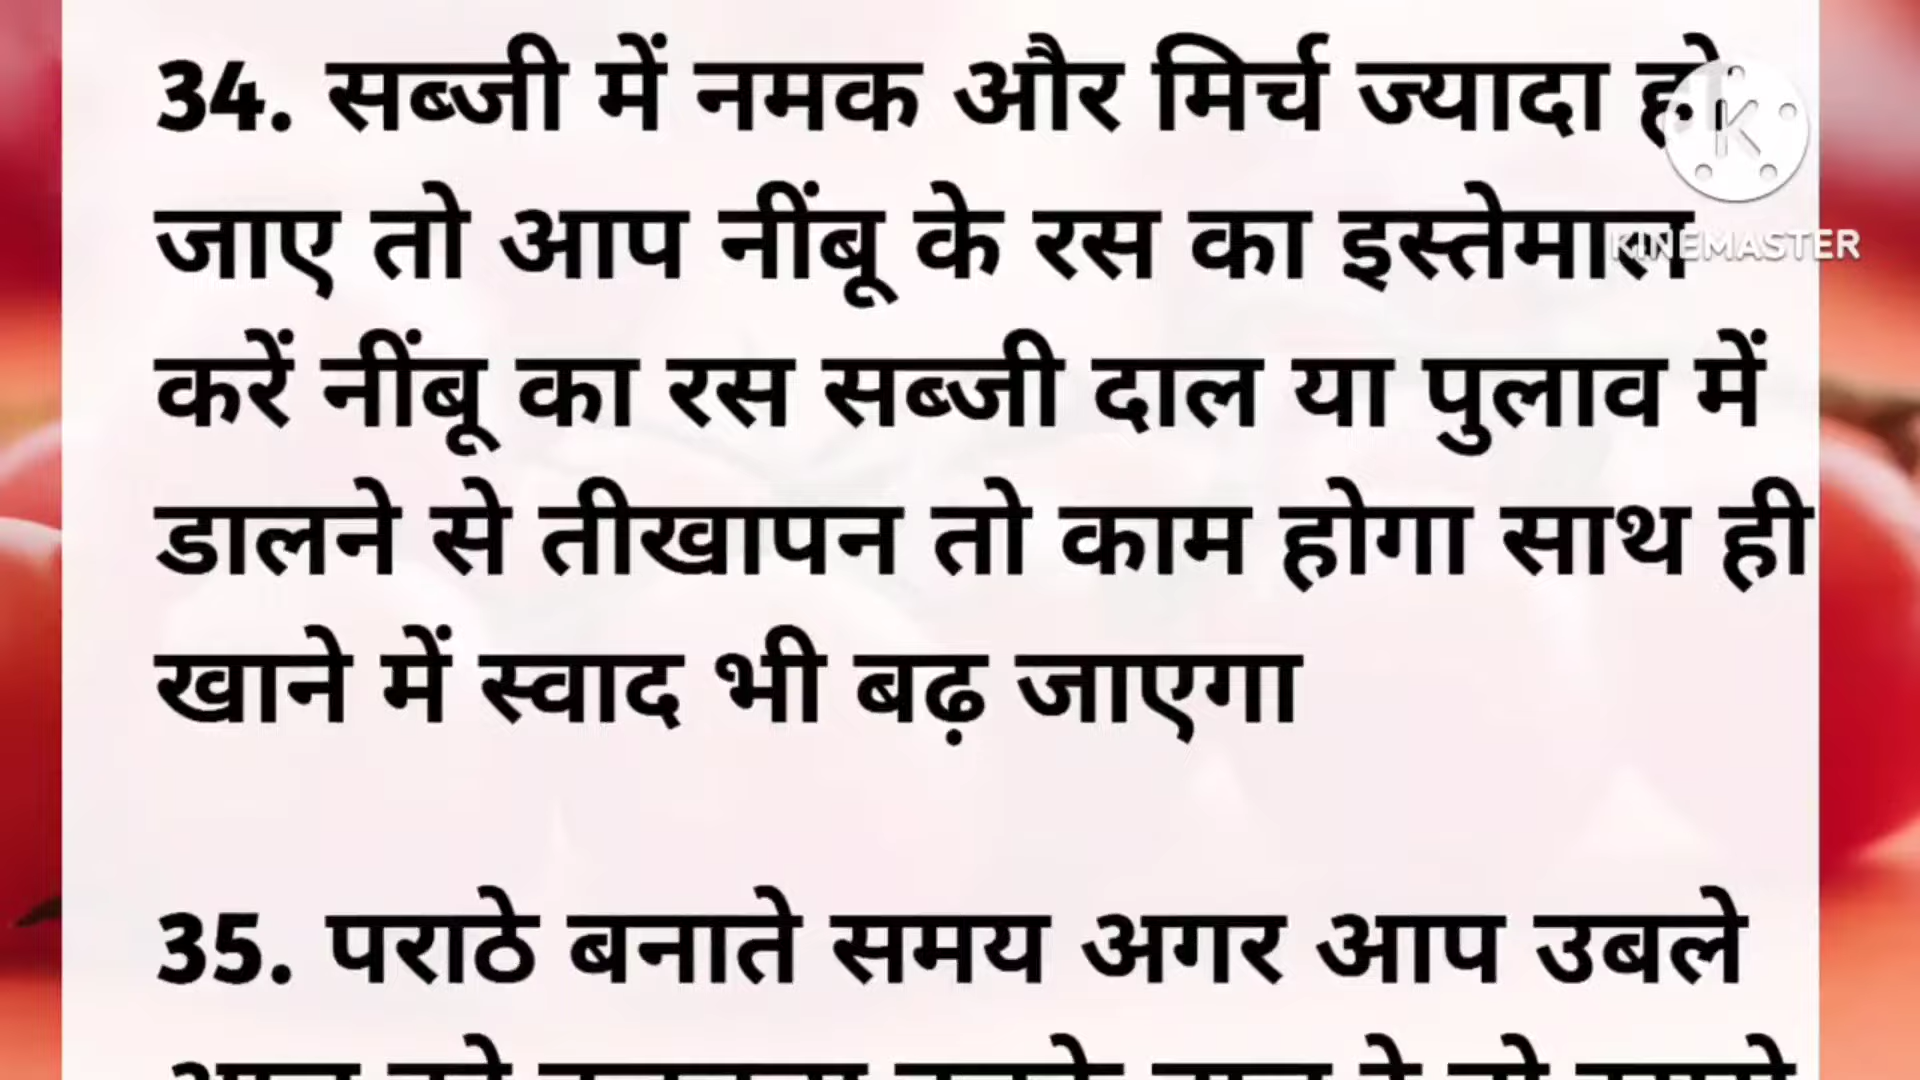 34. सब्जी में नमक और मिर्च ज्यादा हो
जाए तो आप नींबू के रस का इस्तेमाल
KINEMASTER
करें नींबू का रस सब्जी दाल या पुलाव में
डालने से तीखापन तो काम होगा साथ ही
खाने में स्वाद भी बढ़ जाएगा
35. पराठे बनाते समय अगर आप उबले